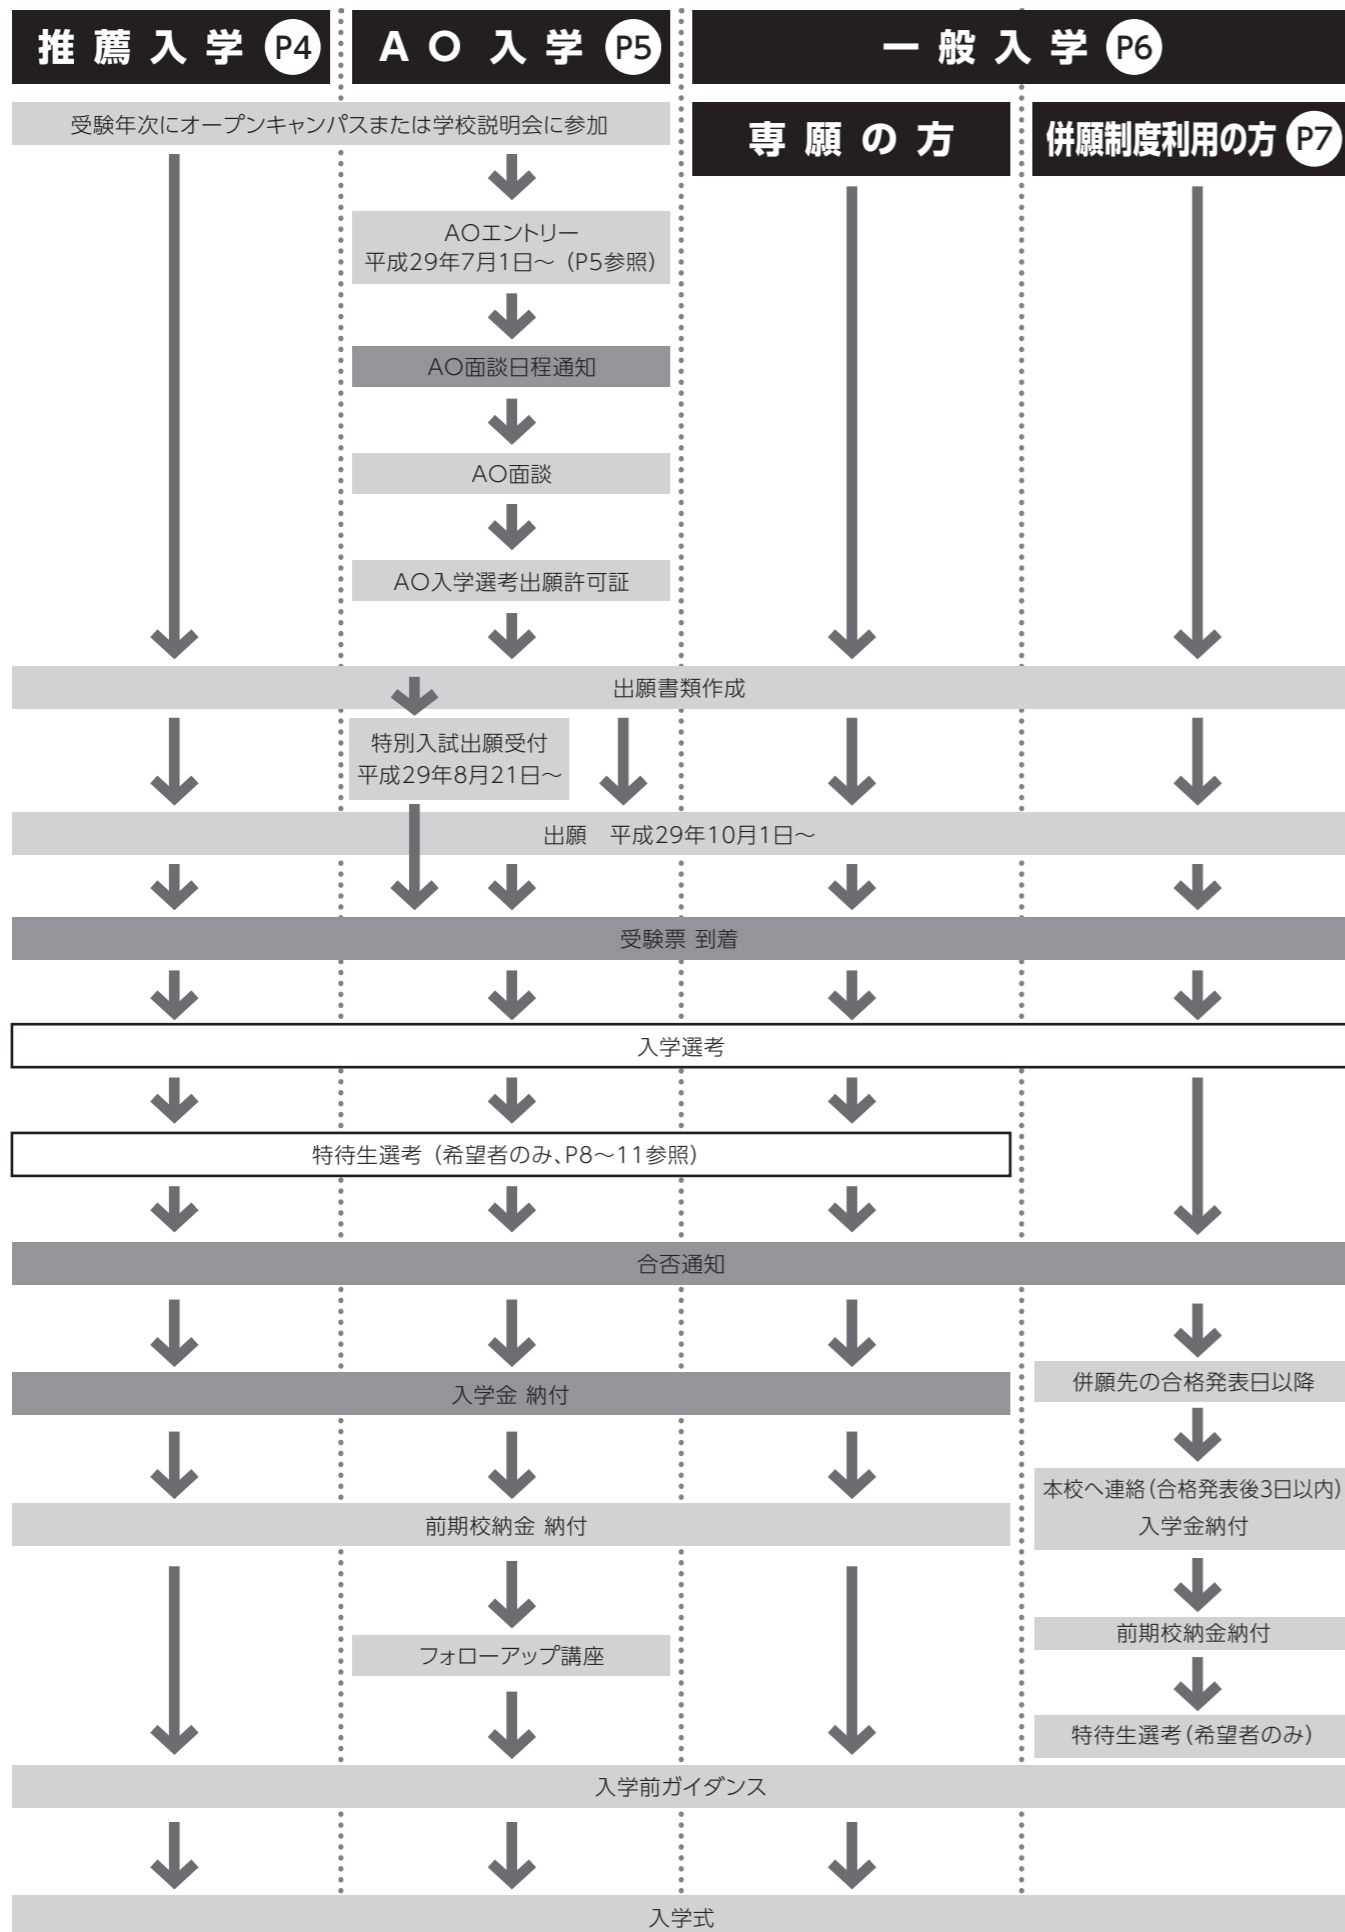 推薦入学 P4
AO入学 P5
一般入学 P6
受験年次にオープンキャンパスまたは学校説明会に参加
専願の方
併願制度利用の方 P7
AOエントリー
平成29年7月1日～（P5参照）
AO面談日程通知
AO面談
AO入学選考出願許可証
出願書類作成
特別入試出願受付
平成29年8月21日～
出願　平成29年10月1日～
受験票 到着
入学選考
特待生選考（希望者のみ、P8～11参照）
合否通知
入学金 納付
併願先の合格発表日以降
本校へ連絡（合格発表後3日以内）
入学金納付
前期校納金 納付
前期校納金納付
フォローアップ講座
特待生選考（希望者のみ）
入学前ガイダンス
入学式